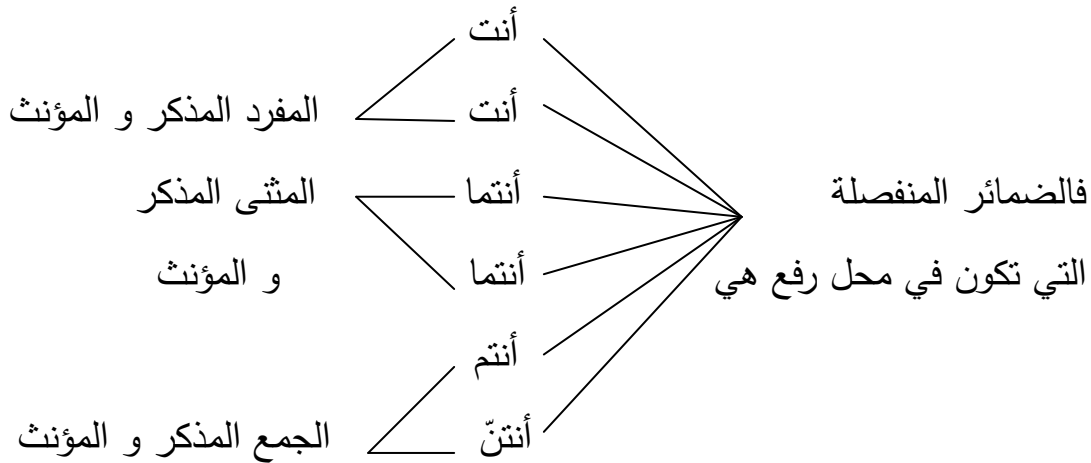 أنت
أنت
المفرد المذكر و المؤنث
فالضمائر المنفصلة
أنتما
المثنى المذكر
التي تكون في محل رفع هي
أنتما
و المؤنث
أنتم
أنتنّ
الجمع المذكر و المؤنث